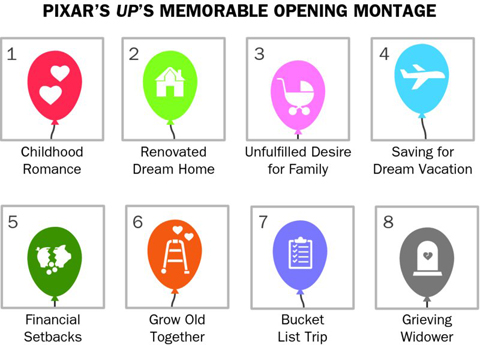 PIXAR'S UP'S MEMORABLE OPENING MONTAGE
1
Childhood
Romance
2
Renovated
Dream Home
3
Unfulfilled Desire
for Family
4
Saving for
Dream Vacation
5
Financial
Setbacks
6
Grow Old
Together
7
Bucket
List Trip
8
Grieving
Widower